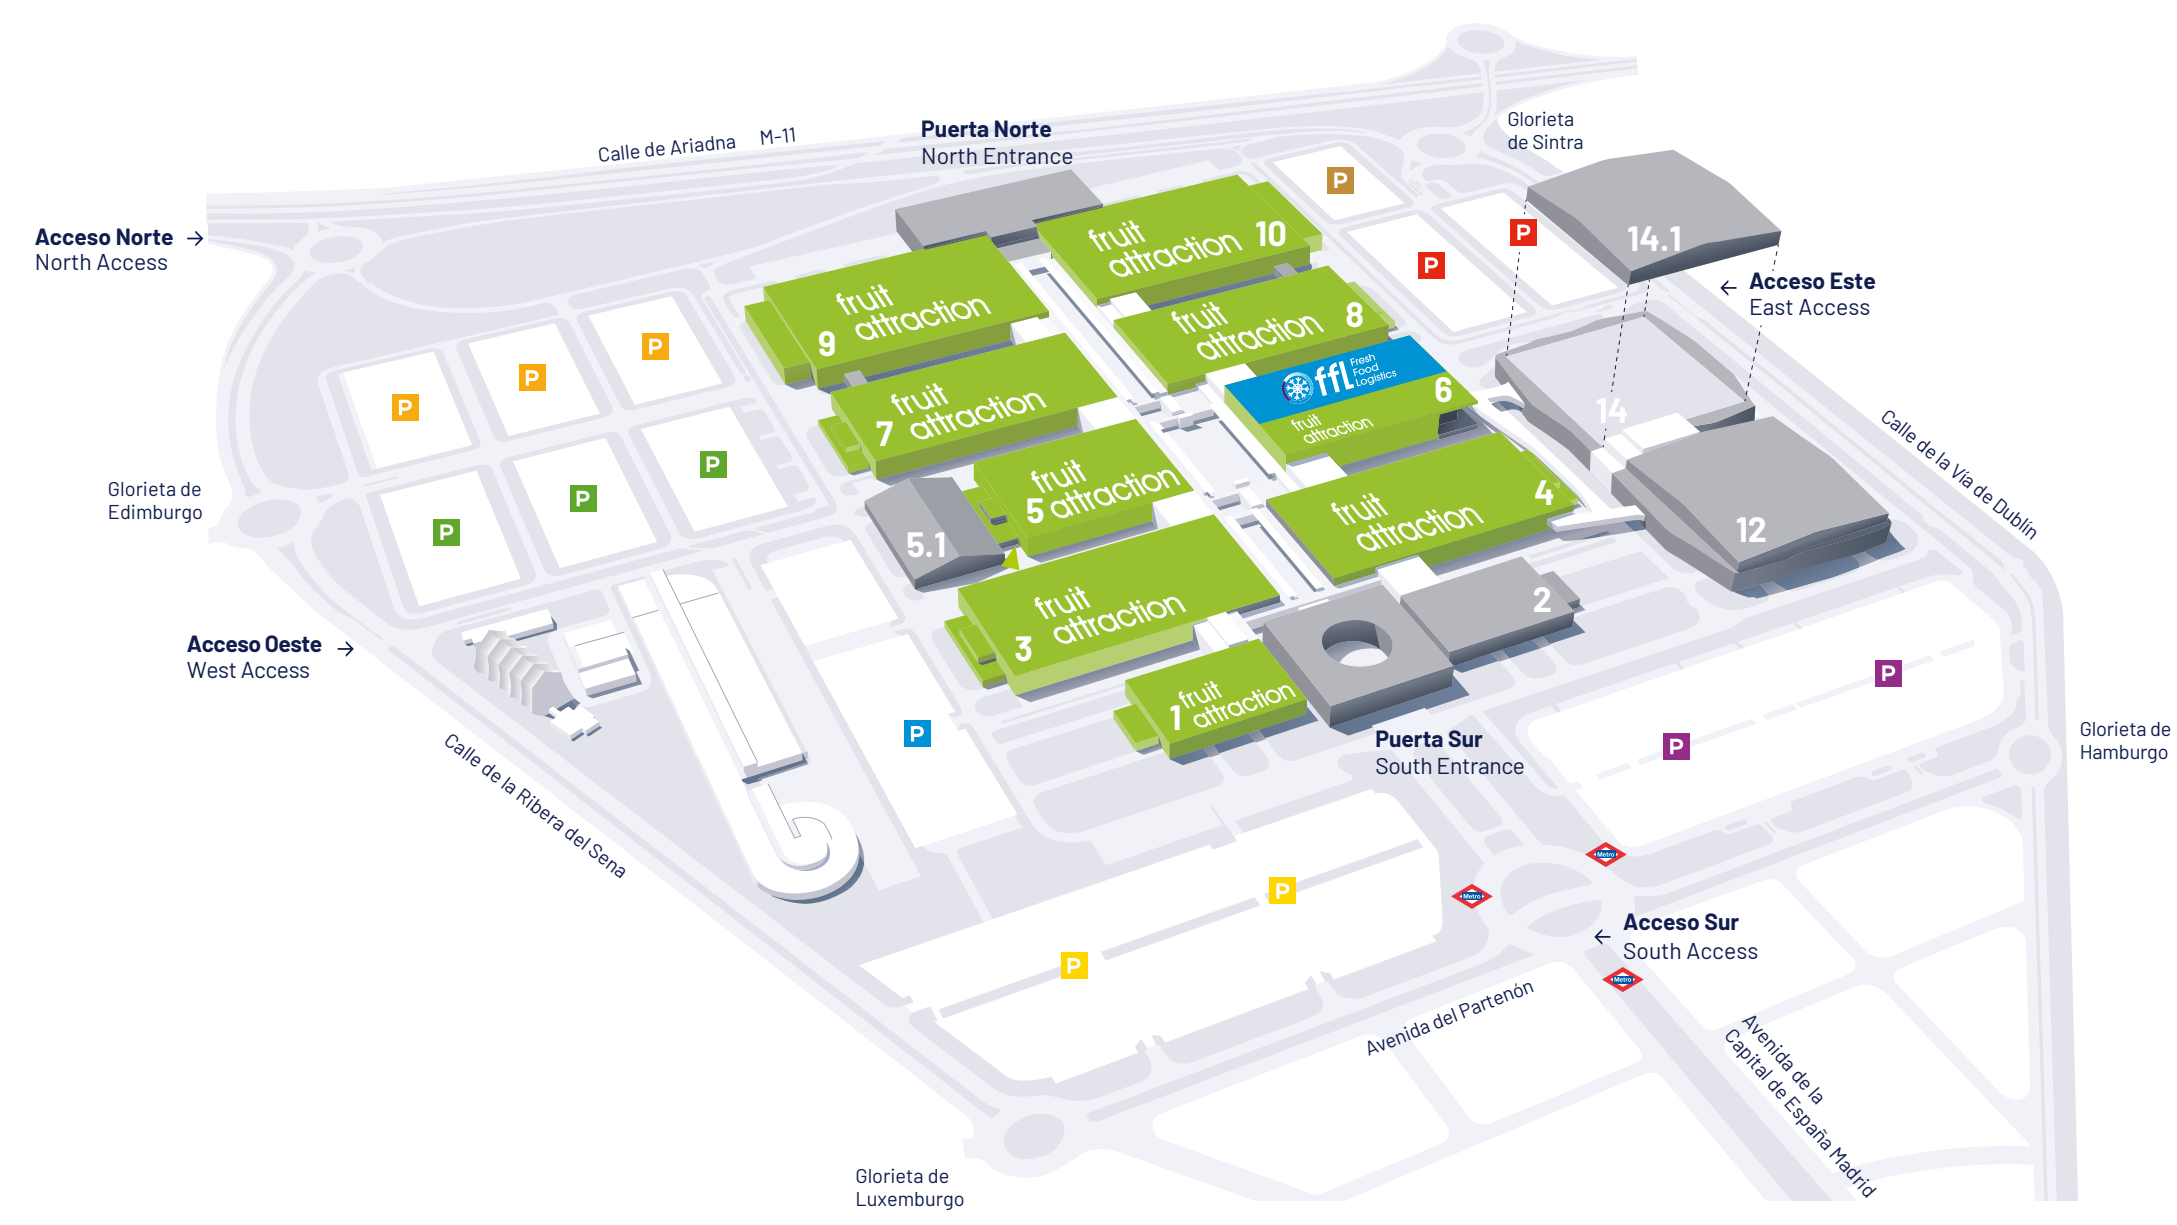 Calle de Ariadna
M-11
Puerta Norte
North Entrance
Glorieta
de Sintra
Acceso Norte →
North Access
P
P
P
14.1
← Acceso Este
East Access
fruit
attraction
10
fruit
attraction
9
fruit
attraction
8
ffL
Fresh
Food
Logistics
6
fruit
attraction
fruit
attraction
7
P
P
P
14
Calle de la Vía de Dublín
Glorieta de
Edimburgo
P
P
P
fruit
attraction
5
5.1
fruit
attraction
4
12
fruit
attraction
3
2
Acceso Oeste →
West Access
fruit
attraction
1
P
P
P
Puerta Sur
South Entrance
Glorieta de
Hamburgo
Calle de la Ribera del Sena
Metro
Metro
P
P
← Acceso Sur
South Access
Metro
Avenida del Partenón
Avenida de la
Capital de España Madrid
Glorieta de
Luxemburgo